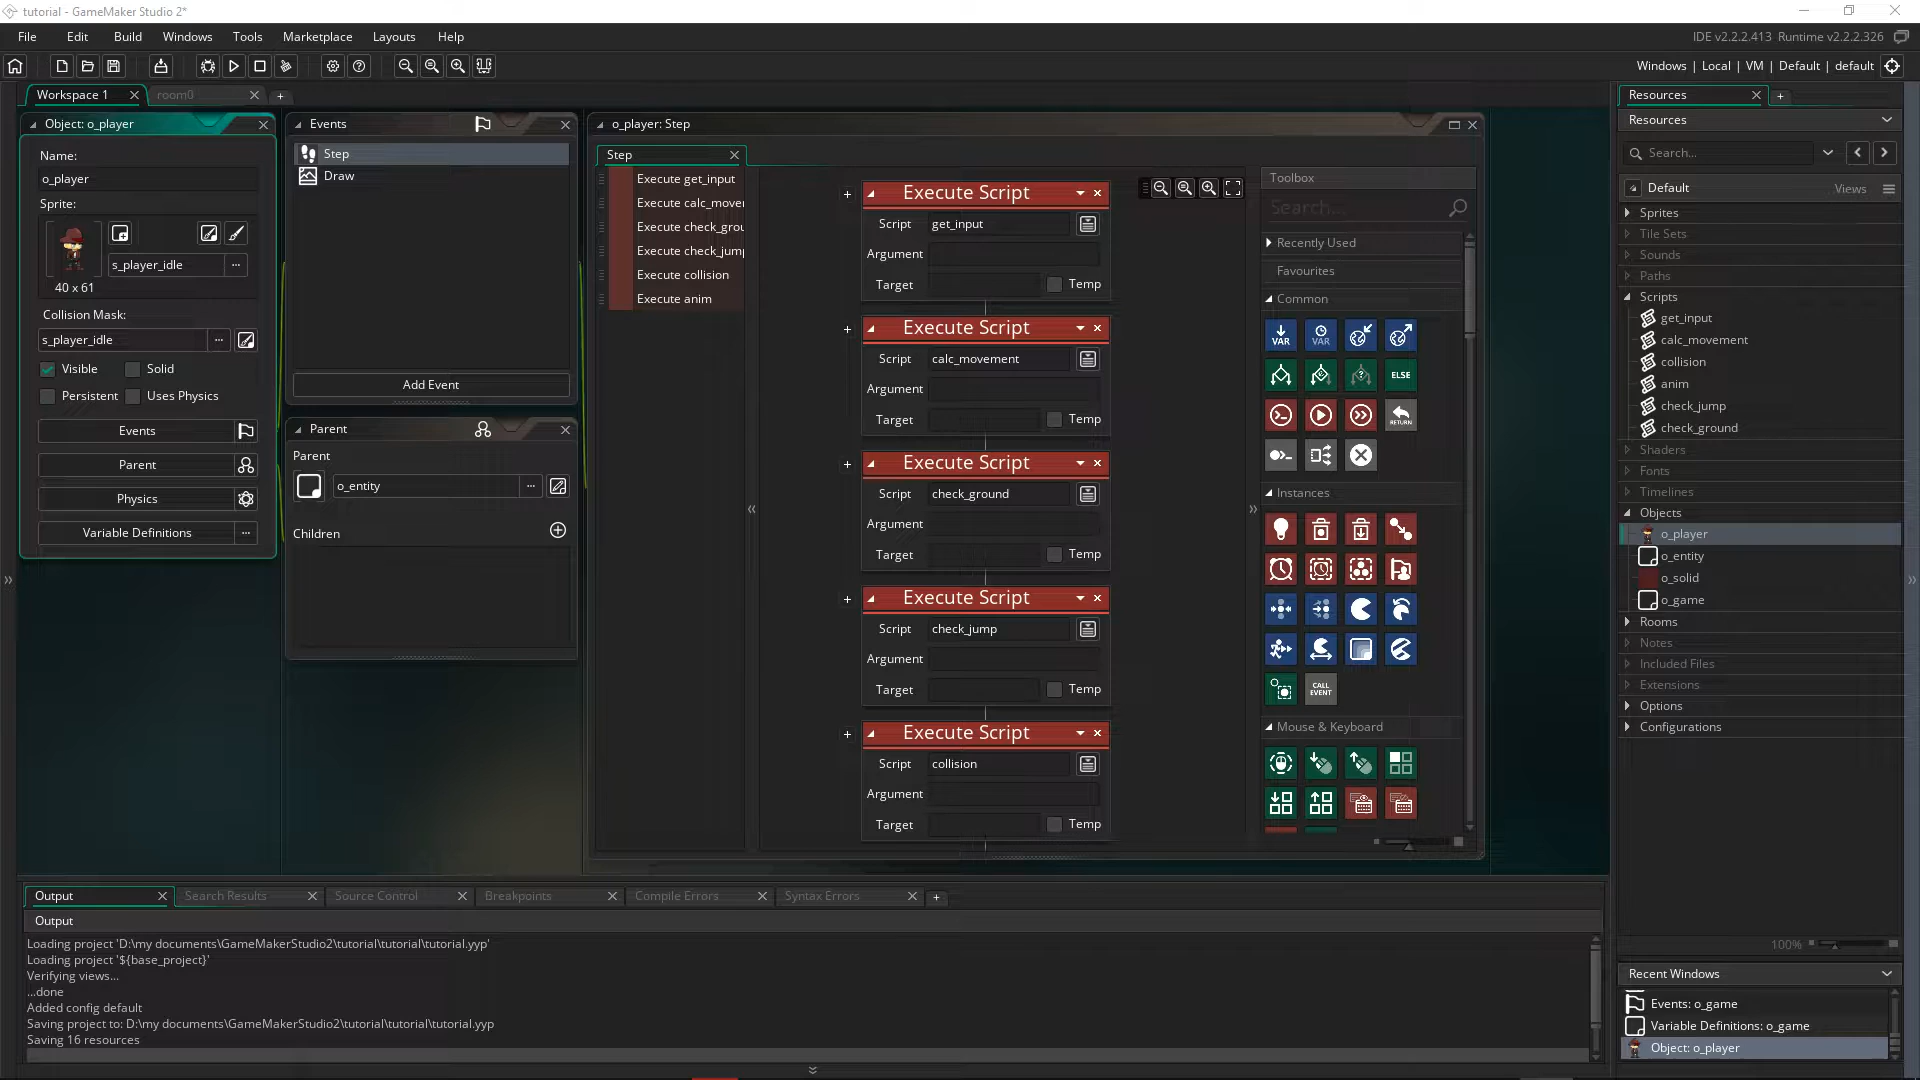 tutorial - GameMaker Studio 2*
File Edit Build Windows Tools Marketplace Layouts Help
IDE v2.2.2.413 Runtime v2.2.2.326
Windows | Local | VM | Default | default
Workspace 1
room0
Object: o_player
Name:
o_player
Sprite:
s_player_idle
40 x 61
Collision Mask:
s_player_idle
Visible
Solid
Persistent
Uses Physics
Events
Parent
Physics
Variable Definitions
Events
Step
Draw
Add Event
Parent
Parent
o_entity
Children
o_player: Step
Step
Execute get_input
Execute calc_mover
Execute check_grou
Execute check_jump
Execute collision
Execute anim
Execute Script
Script get_input
Argument
Target
Temp
Execute Script
Script calc_movement
Argument
Target
Temp
Execute Script
Script check_ground
Argument
Target
Temp
Execute Script
Script check_jump
Argument
Target
Temp
Execute Script
Script collision
Argument
Target
Temp
Toolbox
Search...
Recently Used
Favourites
Common
VAR
VAR
ELSE
RETURN
Instances
CALL
EVENT
Mouse & Keyboard
Output
Search Results
Source Control
Breakpoints
Compile Errors
Syntax Errors
Output
Loading project 'D:\my documents\GameMakerStudio2\tutorial\tutorial\tutorial.yyp'
Loading project '${base_project}'
Verifying views...
...done
Added config default
Saving project to: D:\my documents\GameMakerStudio2\tutorial\tutorial\tutorial.yyp
Saving 16 resources
Resources
Resources
Search...
Default
Views
Sprites
Tile Sets
Sounds
Paths
Scripts
get_input
calc_movement
collision
anim
check_jump
check_ground
Shaders
Fonts
Timelines
Objects
o_player
o_entity
o_solid
o_game
Rooms
Notes
Included Files
Extensions
Options
Configurations
100%
Recent Windows
Events: o_game
Variable Definitions: o_game
Object: o_player